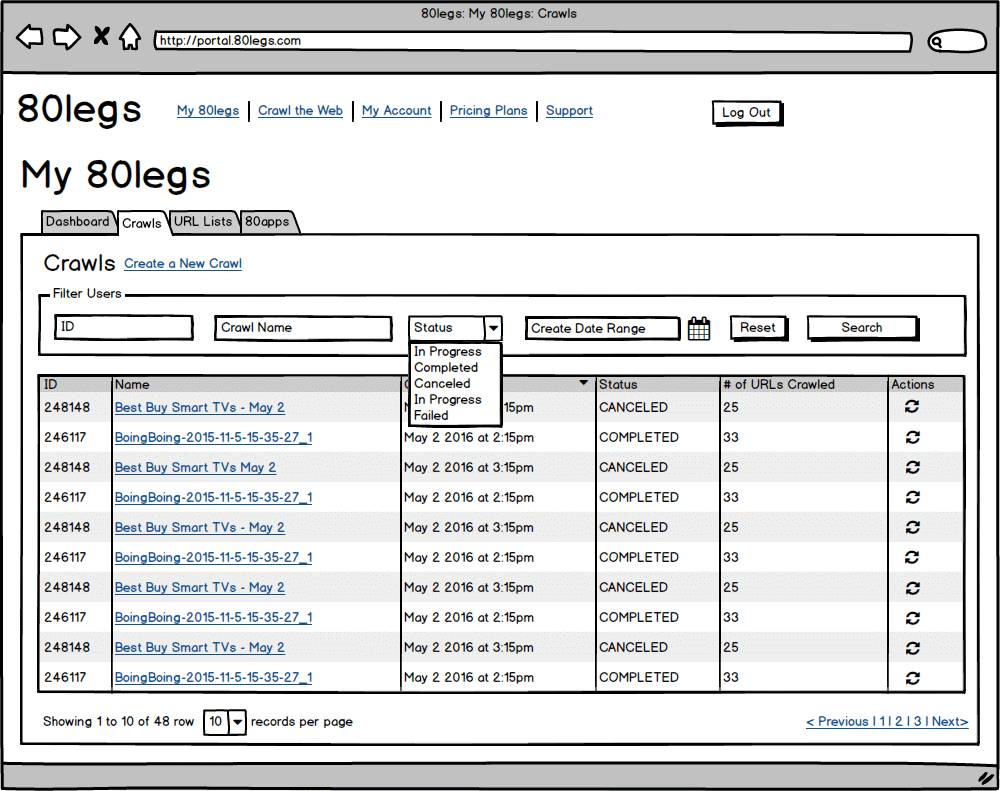 80legs: My 80legs: Crawls
http://portal.80legs.com
80legs My 80legs | Crawl the Web | My Account | Pricing Plans | Support Log Out
My 80legs
Dashboard Crawls URL Lists 80apps
Crawls Create a New Crawl
Filter Users
ID Crawl Name Status Create Date Range Reset Search
In Progress
Completed
Canceled
In Progress
Failed
ID Name Status # of URLs Crawled Actions
248148 Best Buy Smart TVs - May 2 15pm CANCELED 25
246117 BoingBoing-2015-11-5-15-35-27_1 May 2 2016 at 2:15pm COMPLETED 33
248148 Best Buy Smart TVs May 2 May 2 2016 at 3:15pm CANCELED 25
246117 BoingBoing-2015-11-5-15-35-27_1 May 2 2016 at 2:15pm COMPLETED 33
248148 Best Buy Smart TVs - May 2 May 2 2016 at 3:15pm CANCELED 25
246117 BoingBoing-2015-11-5-15-35-27_1 May 2 2016 at 2:15pm COMPLETED 33
248148 Best Buy Smart TVs - May 2 May 2 2016 at 3:15pm CANCELED 25
246117 BoingBoing-2015-11-5-15-35-27_1 May 2 2016 at 2:15pm COMPLETED 33
248148 Best Buy Smart TVs - May 2 May 2 2016 at 3:15pm CANCELED 25
246117 BoingBoing-2015-11-5-15-35-27_1 May 2 2016 at 2:15pm COMPLETED 33
Showing 1 to 10 of 48 row 10 records per page < Previous | 1 | 2 | 3 | Next>